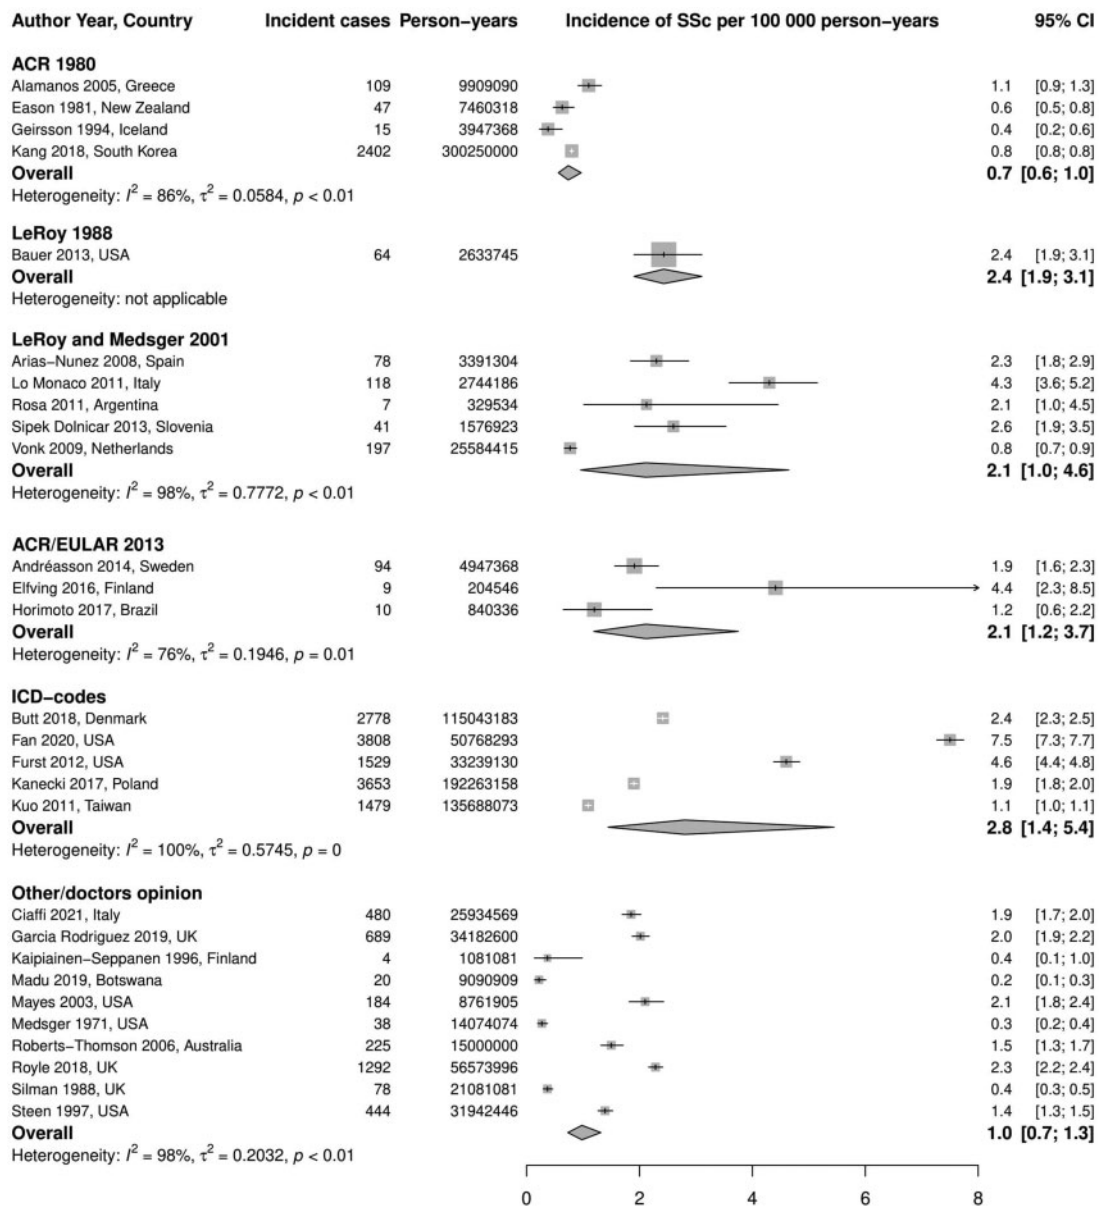 Author Year, Country Incident cases Person−years Incidence of SSc per 100 000 person−years 95% CI
ACR 1980
Alamanos 2005, Greece 109 9909090 1.1 [0.9; 1.3]
Eason 1981, New Zealand 47 7460318 0.6 [0.5; 0.8]
Geirsson 1994, Iceland 15 3947368 0.4 [0.2; 0.6]
Kang 2018, South Korea 2402 300250000 0.8 [0.8; 0.8]
Overall 0.7 [0.6; 1.0]
Heterogeneity: I² = 86%, τ² = 0.0584, p < 0.01
LeRoy 1988
Bauer 2013, USA 64 2633745 2.4 [1.9; 3.1]
Overall 2.4 [1.9; 3.1]
Heterogeneity: not applicable
LeRoy and Medsger 2001
Arias−Nunez 2008, Spain 78 3391304 2.3 [1.8; 2.9]
Lo Monaco 2011, Italy 118 2744186 4.3 [3.6; 5.2]
Rosa 2011, Argentina 7 329534 2.1 [1.0; 4.5]
Sipek Dolnicar 2013, Slovenia 41 1576923 2.6 [1.9; 3.5]
Vonk 2009, Netherlands 197 25584415 0.8 [0.7; 0.9]
Overall 2.1 [1.0; 4.6]
Heterogeneity: I² = 98%, τ² = 0.7772, p < 0.01
ACR/EULAR 2013
Andréasson 2014, Sweden 94 4947368 1.9 [1.6; 2.3]
Elfving 2016, Finland 9 204546 4.4 [2.3; 8.5]
Horimoto 2017, Brazil 10 840336 1.2 [0.6; 2.2]
Overall 2.1 [1.2; 3.7]
Heterogeneity: I² = 76%, τ² = 0.1946, p = 0.01
ICD−codes
Butt 2018, Denmark 2778 115043183 2.4 [2.3; 2.5]
Fan 2020, USA 3808 50768293 7.5 [7.3; 7.7]
Furst 2012, USA 1529 33239130 4.6 [4.4; 4.8]
Kanecki 2017, Poland 3653 192263158 1.9 [1.8; 2.0]
Kuo 2011, Taiwan 1479 135688073 1.1 [1.0; 1.1]
Overall 2.8 [1.4; 5.4]
Heterogeneity: I² = 100%, τ² = 0.5745, p = 0
Other/doctors opinion
Ciaffi 2021, Italy 480 25934569 1.9 [1.7; 2.0]
Garcia Rodriguez 2019, UK 689 34182600 2.0 [1.9; 2.2]
Kaipiainen−Seppanen 1996, Finland 4 1081081 0.4 [0.1; 1.0]
Madu 2019, Botswana 20 9090909 0.2 [0.1; 0.3]
Mayes 2003, USA 184 8761905 2.1 [1.8; 2.4]
Medsger 1971, USA 38 14074074 0.3 [0.2; 0.4]
Roberts−Thomson 2006, Australia 225 15000000 1.5 [1.3; 1.7]
Royle 2018, UK 1292 56573996 2.3 [2.2; 2.4]
Silman 1988, UK 78 21081081 0.4 [0.3; 0.5]
Steen 1997, USA 444 31942446 1.4 [1.3; 1.5]
Overall 1.0 [0.7; 1.3]
Heterogeneity: I² = 98%, τ² = 0.2032, p < 0.01
0 2 4 6 8